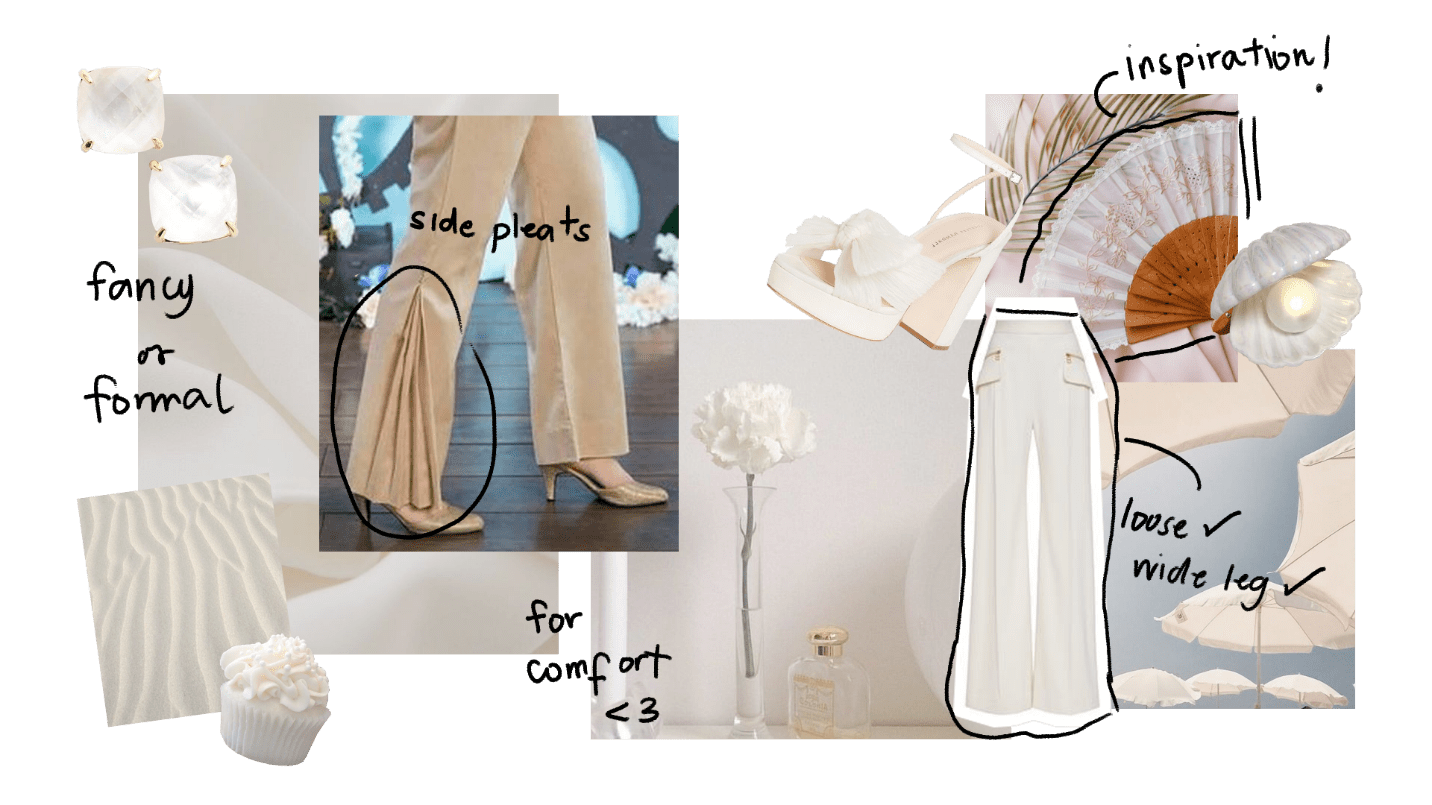 inspiration!
side pleats
fancy
or
formal
loose ✓
wide leg ✓
for
comfort
<3